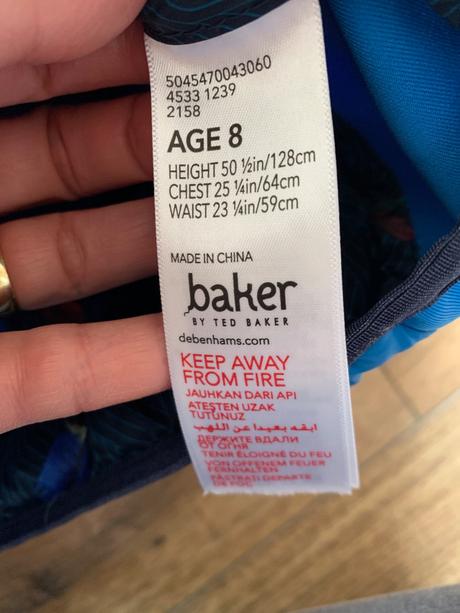 5045470043060
4533 1239
2158
AGE 8
HEIGHT 50 ½in/128cm
CHEST 25 ¼in/64cm
WAIST 23 ¼in/59cm
MADE IN CHINA
baker
BY TED BAKER
debenhams.com
KEEP AWAY
FROM FIRE
JAUHKAN DARI API
ATEŞTEN UZAK
TUTUNUZ
ابقه بعيدا عن اللهب
ДЕРЖИТЕ ВДАЛИ
ОТ ОГНЯ
TENIR ÉLOIGNÉ DU FEU
VON OFFENEM FEUER
FERNHALTEN
PĂSTRAŢI DEPARTE
DE FOC